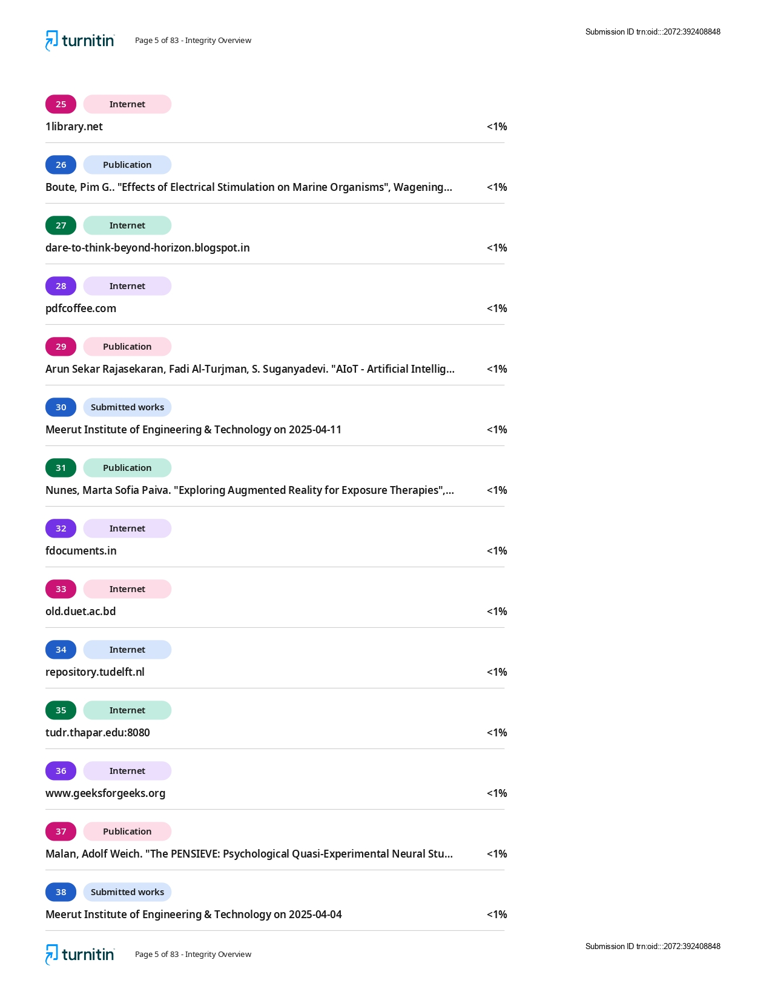 turnitin
Page 5 of 83 - Integrity Overview
Submission ID trn:oid:::2072:392408848
25 Internet
1library.net <1%
26 Publication
Boute, Pim G.. "Effects of Electrical Stimulation on Marine Organisms", Wagening... <1%
27 Internet
dare-to-think-beyond-horizon.blogspot.in <1%
28 Internet
pdfcoffee.com <1%
29 Publication
Arun Sekar Rajasekaran, Fadi Al-Turjman, S. Suganyadevi. "AIoT - Artificial Intellig... <1%
30 Submitted works
Meerut Institute of Engineering & Technology on 2025-04-11 <1%
31 Publication
Nunes, Marta Sofia Paiva. "Exploring Augmented Reality for Exposure Therapies",... <1%
32 Internet
fdocuments.in <1%
33 Internet
old.duet.ac.bd <1%
34 Internet
repository.tudelft.nl <1%
35 Internet
tudr.thapar.edu:8080 <1%
36 Internet
www.geeksforgeeks.org <1%
37 Publication
Malan, Adolf Weich. "The PENSIEVE: Psychological Quasi-Experimental Neural Stu... <1%
38 Submitted works
Meerut Institute of Engineering & Technology on 2025-04-04 <1%
turnitin
Page 5 of 83 - Integrity Overview
Submission ID trn:oid:::2072:392408848